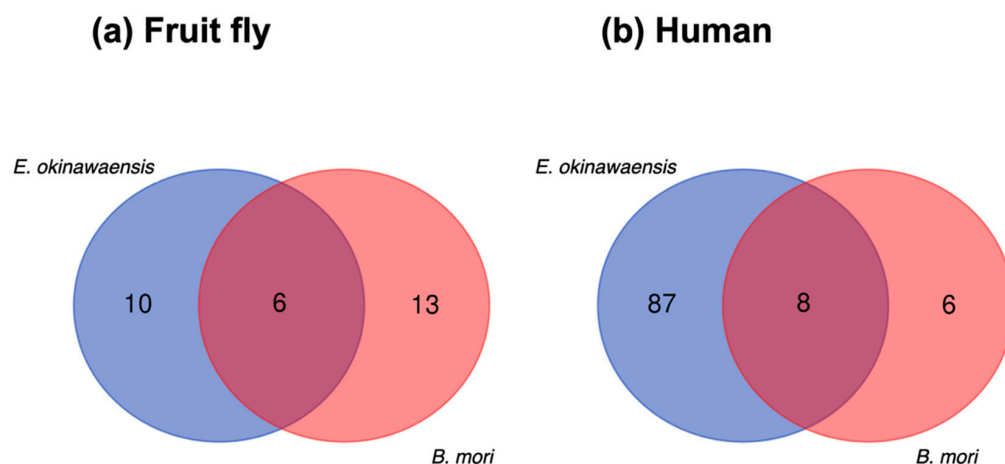 (a) Fruit fly
(b) Human
E. okinawaensis
10
6
13
B. mori
E. okinawaensis
87
8
6
B. mori